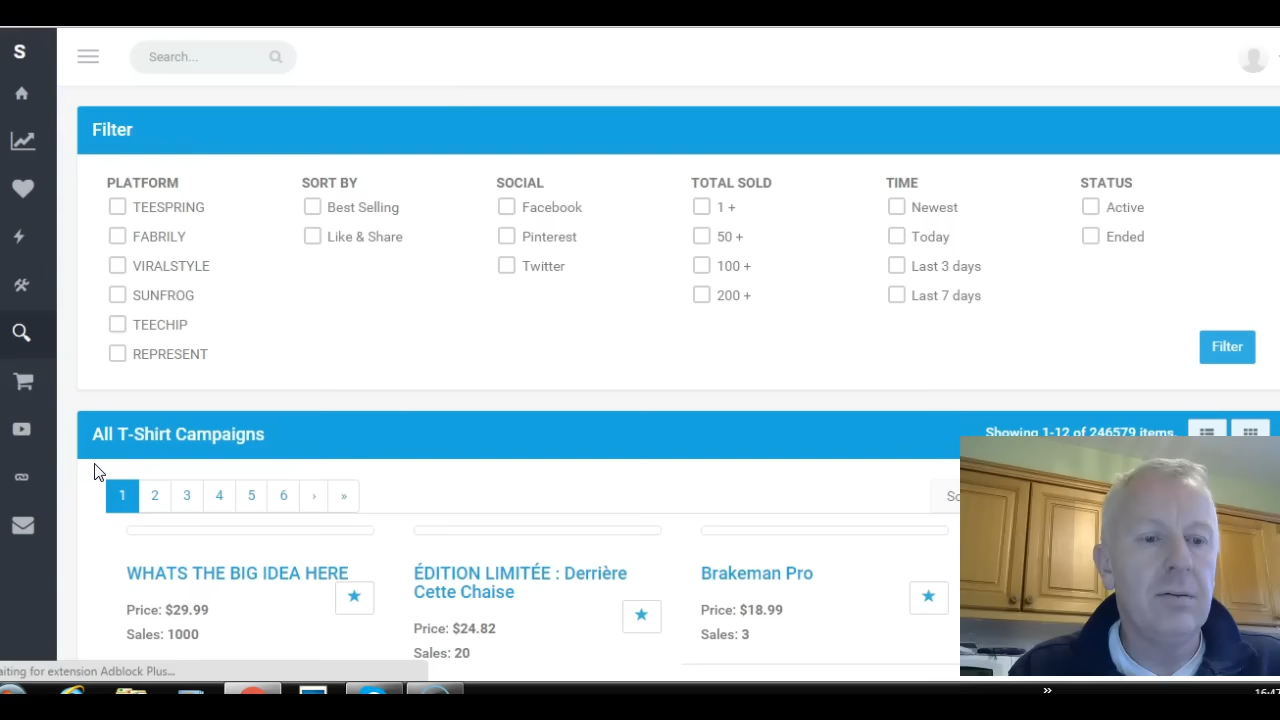 S
Search...
Filter
PLATFORM
SORT BY
SOCIAL
TOTAL SOLD
TIME
STATUS
TEESPRING
Best Selling
Facebook
1 +
Newest
Active
FABRILY
Like & Share
Pinterest
50 +
Today
Ended
VIRALSTYLE
Twitter
100 +
Last 3 days
SUNFROG
200 +
Last 7 days
TEECHIP
REPRESENT
Filter
All T-Shirt Campaigns
Showing 1-12 of 246579 items.
1 2 3 4 5 6 › »
WHATS THE BIG IDEA HERE
Price: $29.99
Sales: 1000
ÉDITION LIMITÉE : Derrière
Cette Chaise
Price: $24.82
Sales: 20
Brakeman Pro
Price: $18.99
Sales: 3
aiting for extension Adblock Plus...
»